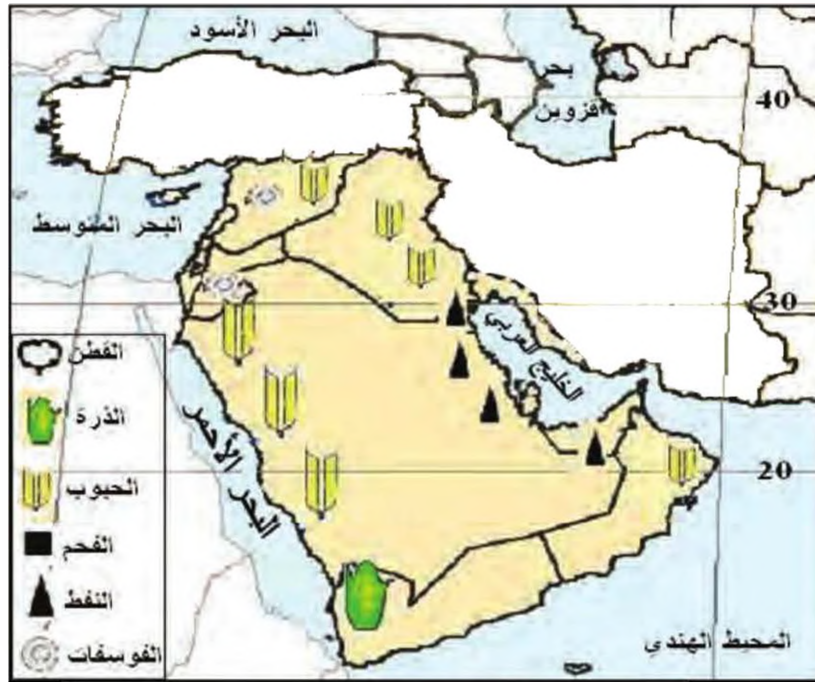 البحر الأسود
بحر
قزوين
40
البحر المتوسط
30
الخليج العربي
البحر الأحمر
20
المحيط الهندي
القطن
الذرة
الحبوب
الفحم
النفط
الفوسفات